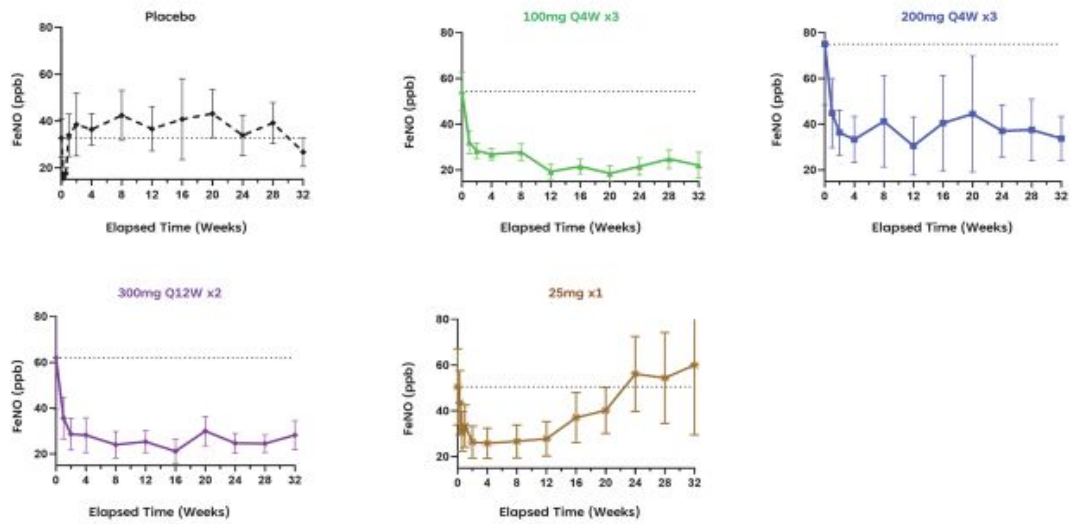 Placebo
80
60
40
20
FeNO (ppb)
0 4 8 12 16 20 24 28 32
Elapsed Time (Weeks)
100mg Q4W x3
80
60
40
20
FeNO (ppb)
0 4 8 12 16 20 24 28 32
Elapsed Time (Weeks)
200mg Q4W x3
80
60
40
20
FeNO (ppb)
0 4 8 12 16 20 24 28 32
Elapsed Time (Weeks)
300mg Q12W x2
80
60
40
20
FeNO (ppb)
0 4 8 12 16 20 24 28 32
Elapsed Time (Weeks)
25mg x1
80
60
40
20
FeNO (ppb)
0 4 8 12 16 20 24 28 32
Elapsed Time (Weeks)